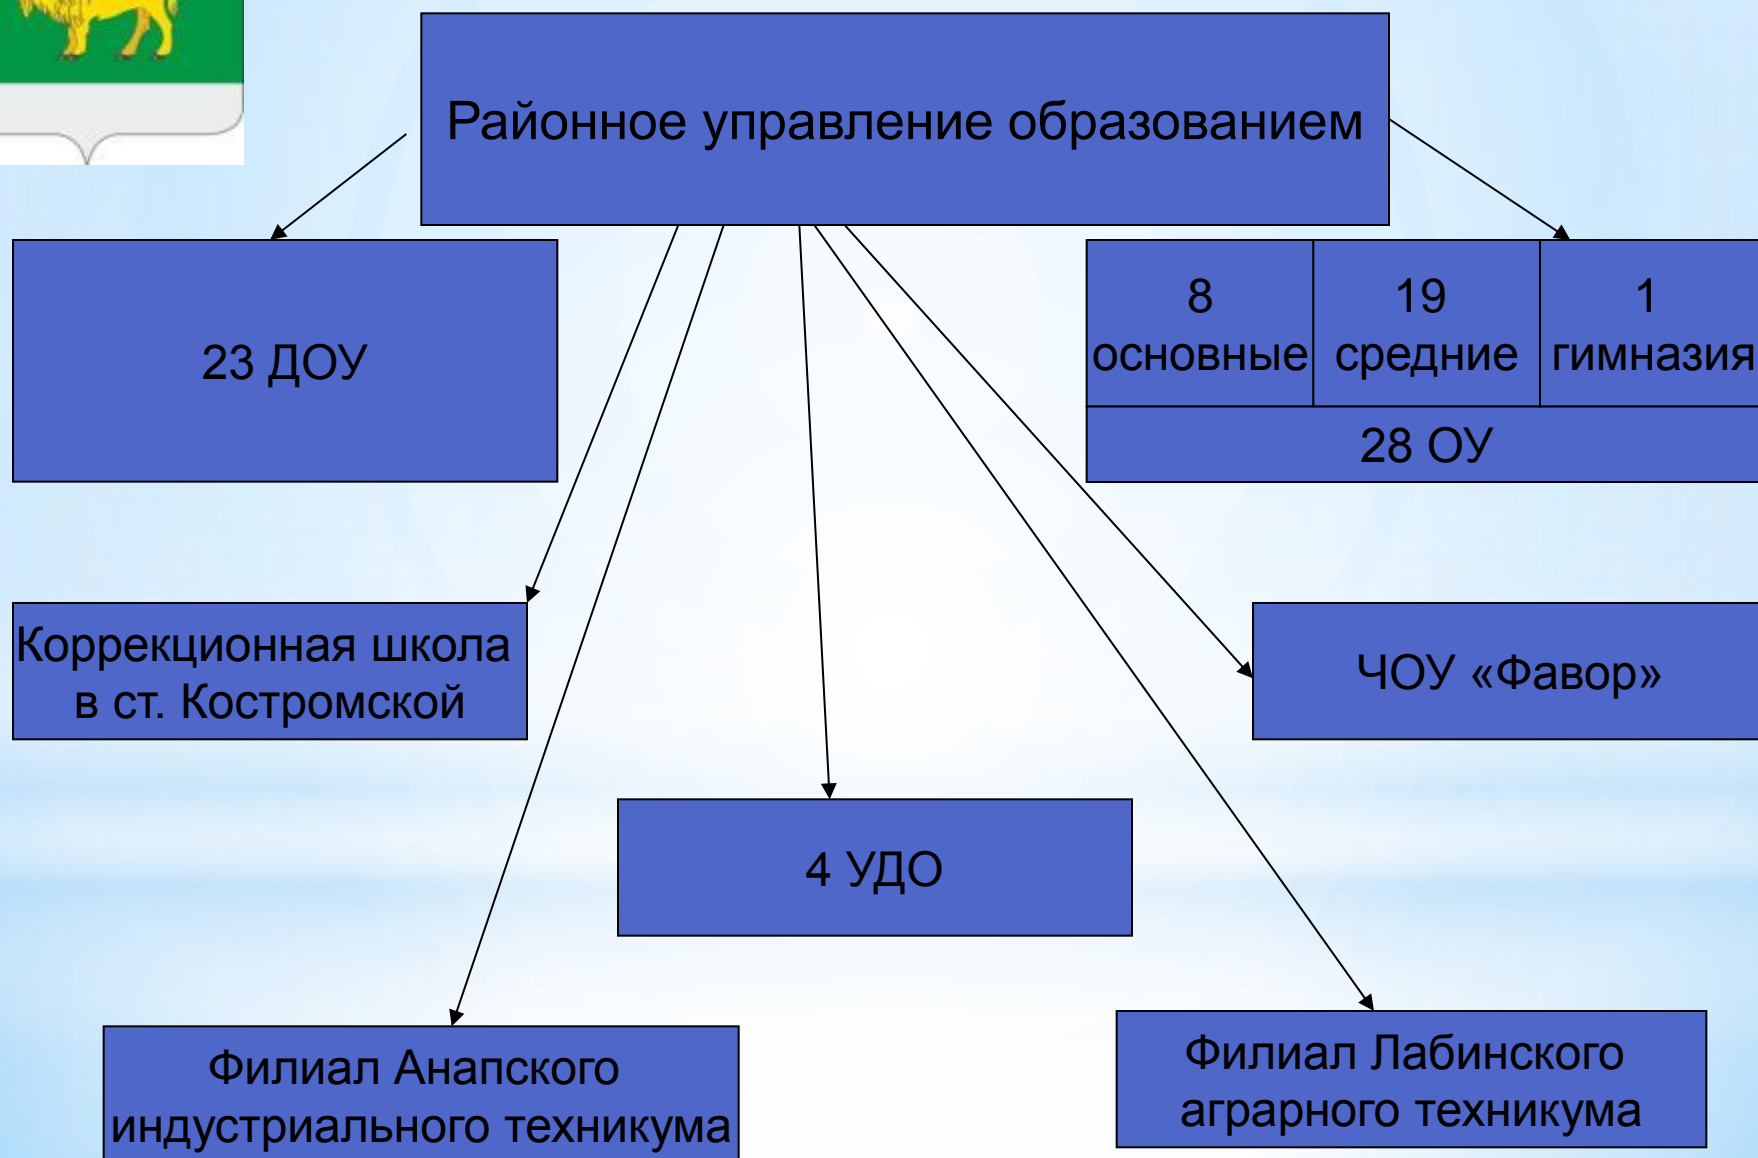 Районное управление образованием
23 ДОУ
8
основные
19
средние
1
гимназия
28 ОУ
Коррекционная школа
в ст. Костромской
ЧОУ «Фавор»
4 УДО
Филиал Анапского
индустриального техникума
Филиал Лабинского
аграрного техникума